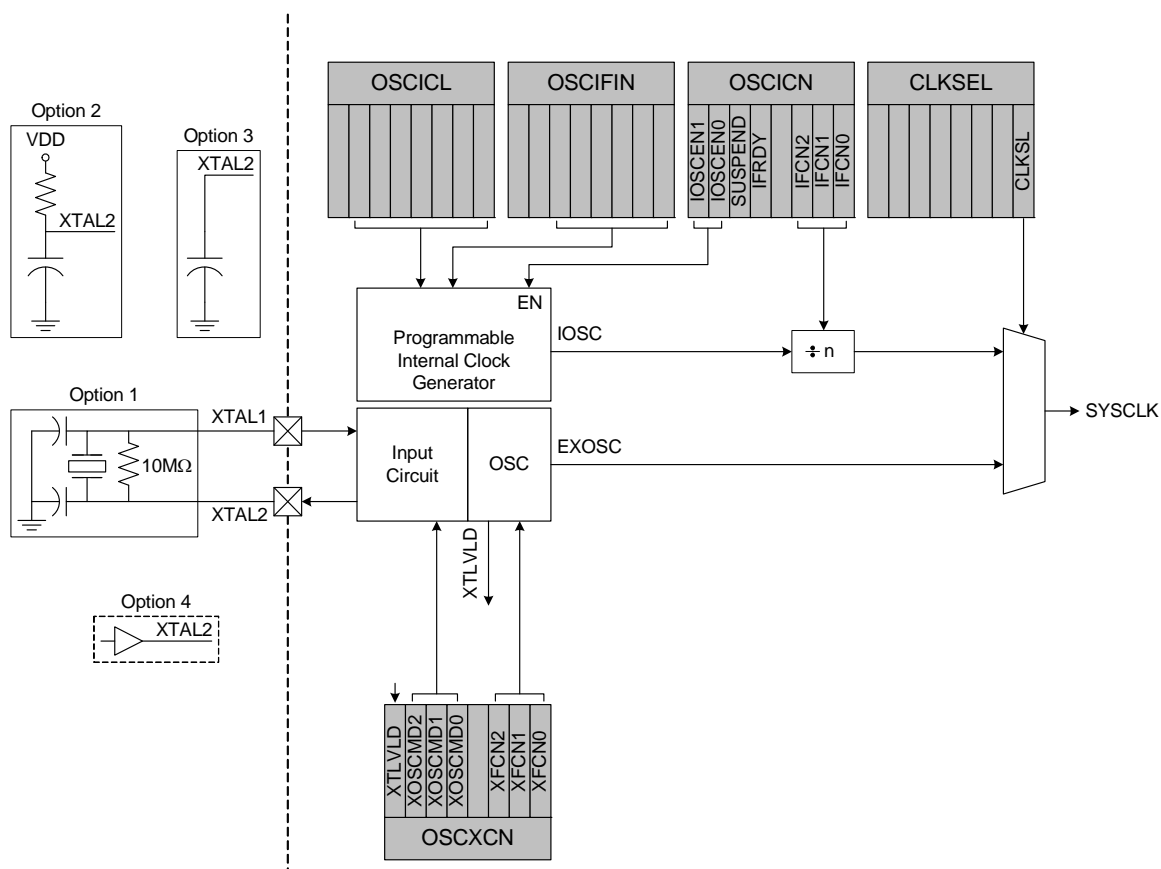 OSCICL
OSCIFIN
OSCICN
CLKSEL
IOSCEN1
IOSCEN0
SUSPEND
IFRDY
IFCN2
IFCN1
IFCN0
CLKSL
Option 2
VDD
XTAL2
Option 3
XTAL2
EN
Programmable
Internal Clock
Generator
IOSC
÷ n
Option 1
XTAL1
10MΩ
XTAL2
Input
Circuit
OSC
EXOSC
SYSCLK
XTLVLD
Option 4
XTAL2
XTLVLD
XOSCMD2
XOSCMD1
XOSCMD0
XFCN2
XFCN1
XFCN0
OSCXCN